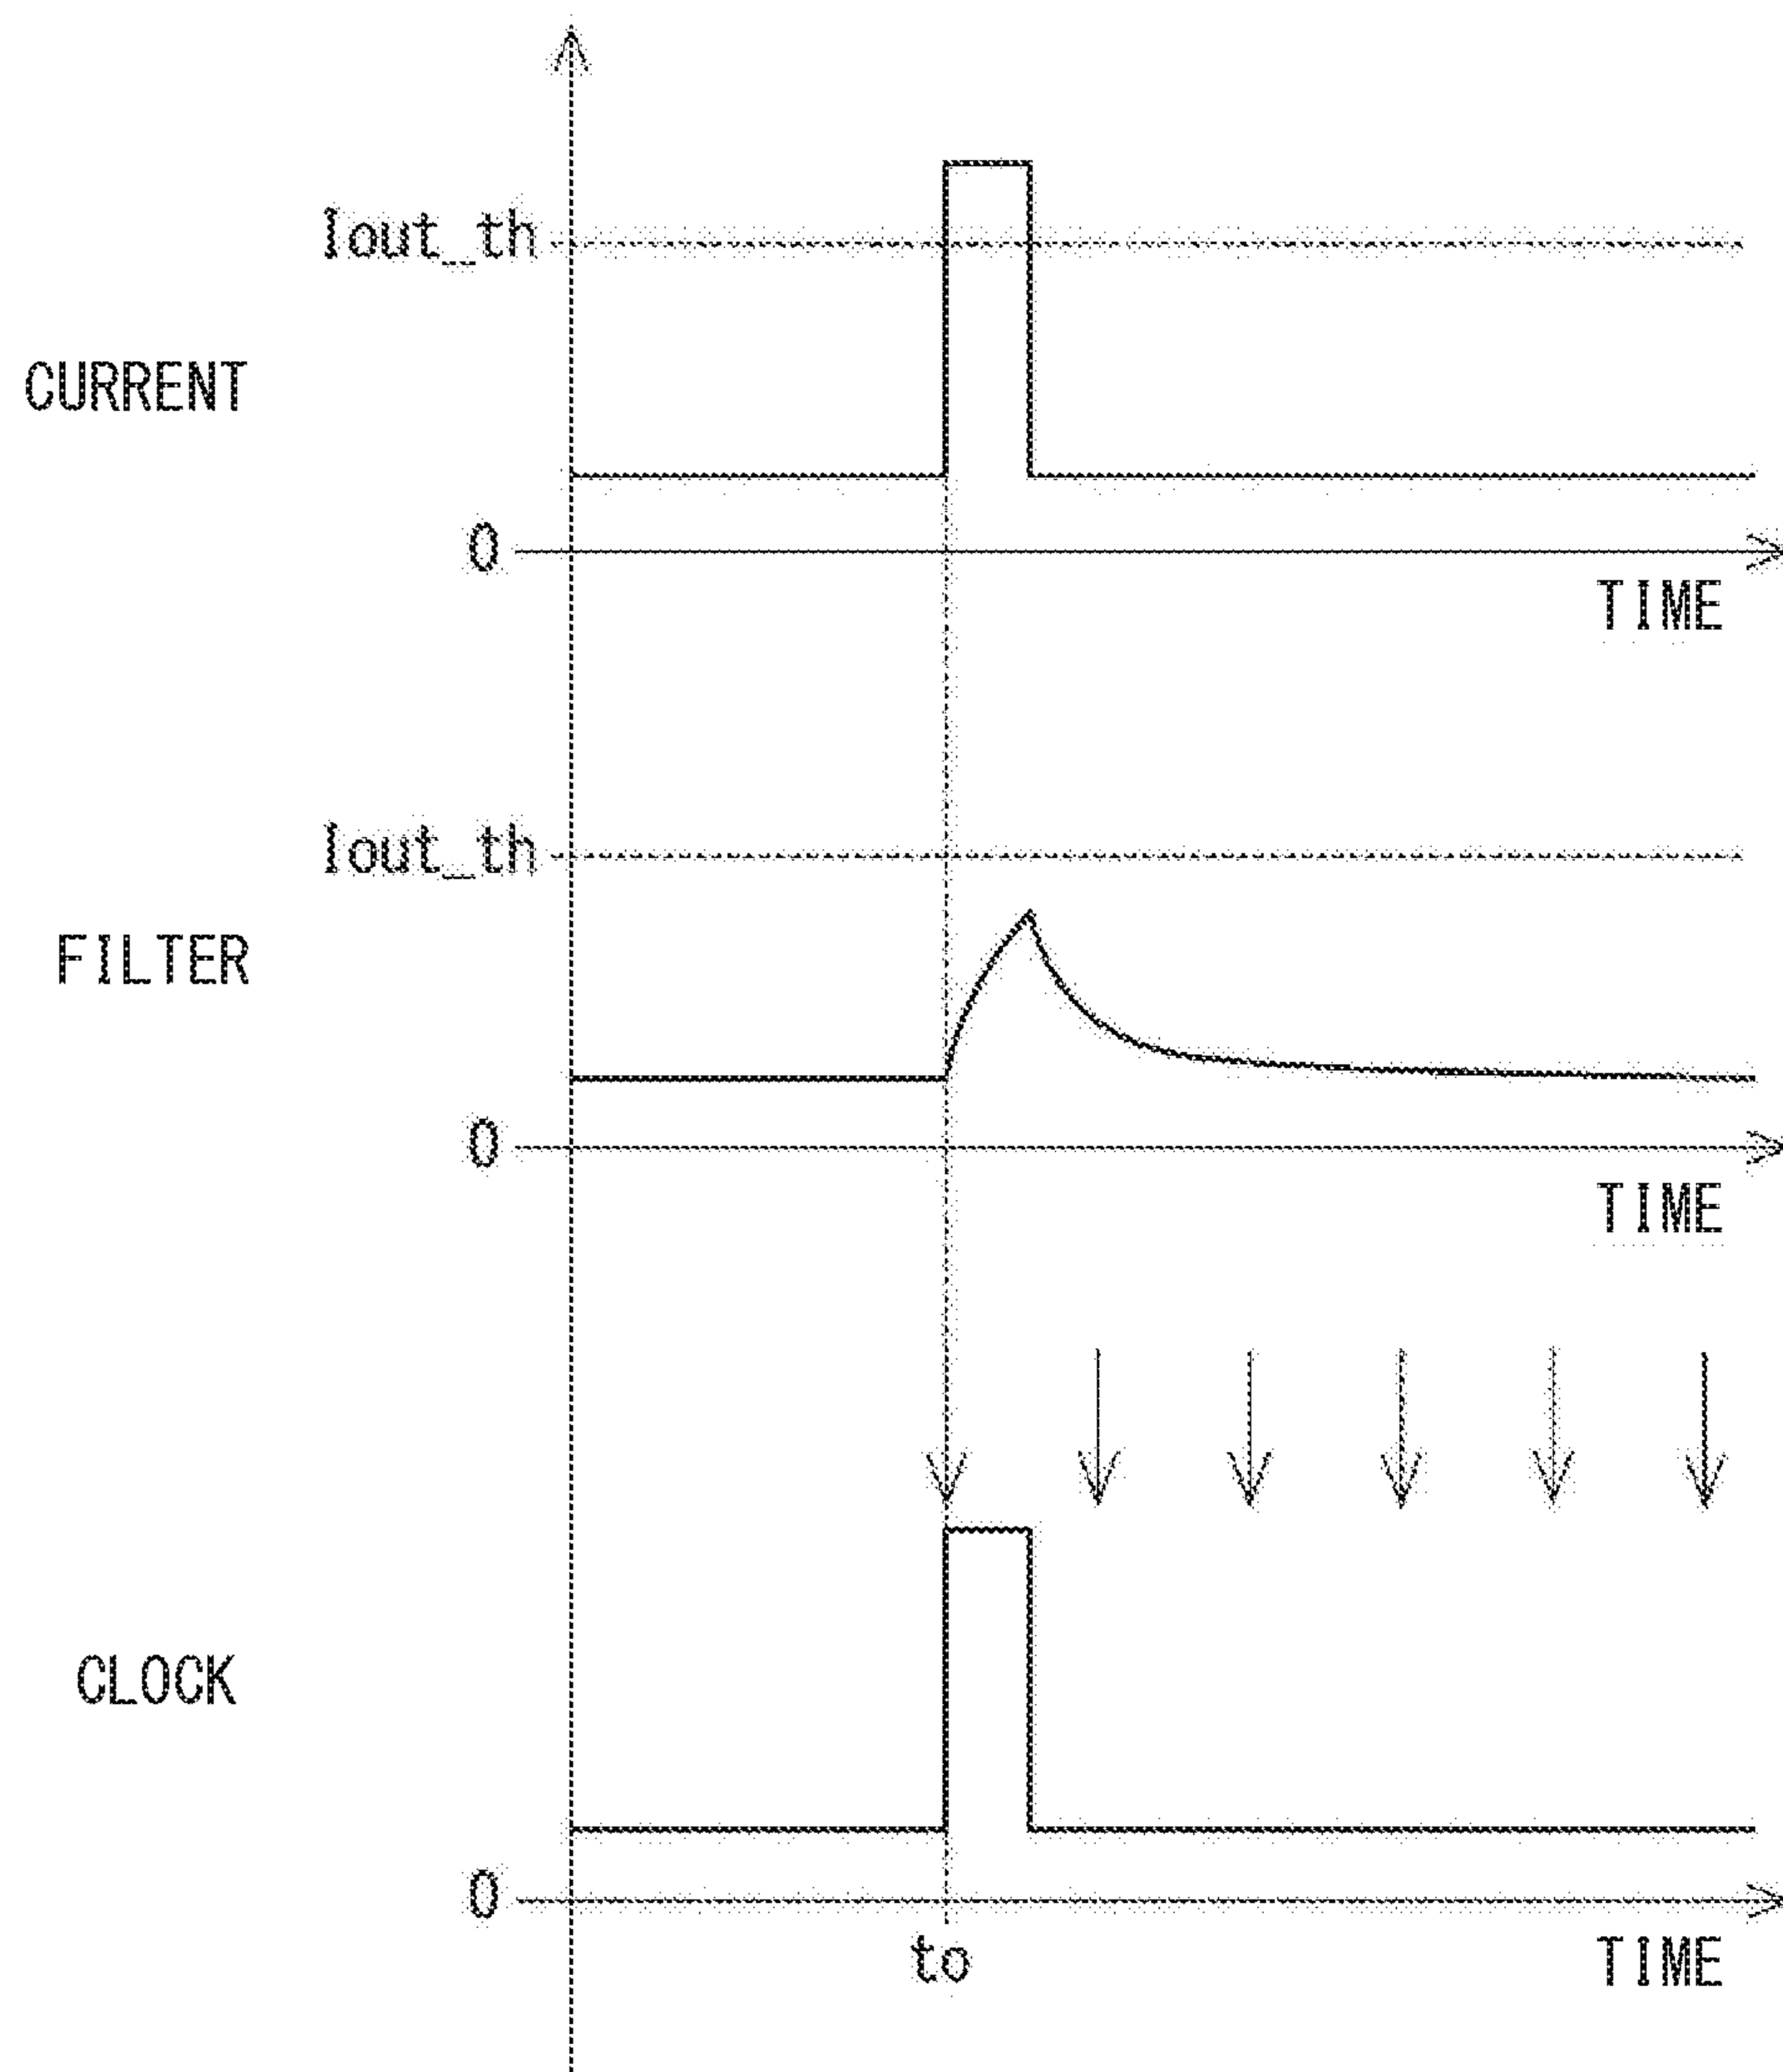 Iout_th
CURRENT
0
TIME
Iout_th
FILTER
0
TIME
CLOCK
0
to
TIME